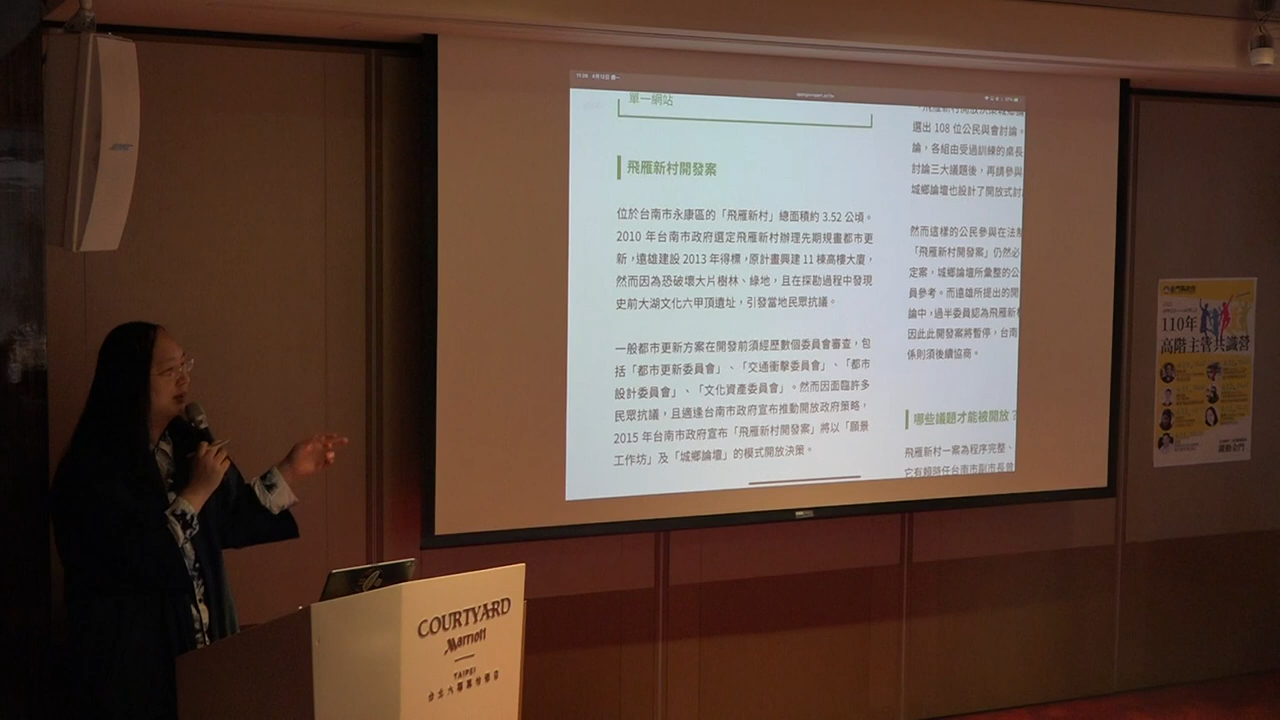 單一網站
飛雁新村開發案
位於台南市永康區的「飛雁新村」總面積約 3.52 公頃。
2010 年台南市政府選定飛雁新村辦理先期規畫都市更
新，遠雄建設 2013 年得標，原計畫興建 11 棟高樓大廈，
然而因為恐破壞大片樹林、綠地，且在探勘過程中發現
史前大湖文化六甲頂遺址，引發當地民眾抗議。
一般都市更新方案在開發前須經歷數個委員會審查，包
括「都市更新委員會」、「交通衝擊委員會」、「都市
設計委員會」、「文化資產委員會」。然而因面臨許多
民眾抗議，且適逢台南市政府宣布推動開放政府策略，
2015 年台南市政府宣布「飛雁新村開發案」將以「願景
工作坊」及「城鄉論壇」的模式開放決策。
選出 108 位公民與會討論。
論，各組由受過訓練的桌長
討論三大議題後，再請參與
城鄉論壇也設計了開放式討
然而這樣的公民參與在法制
「飛雁新村開發案」仍然必
定案，城鄉論壇所彙整的公
員參考。而遠雄所提出的開
論中，過半委員認為飛雁新村
因此此開發案將暫停，台南
係則須後續協商。
哪些議題才能被開放？
飛雁新村一案為程序完整、
它有賴時任台南市副市長曾
110年
高階主管共識營
躍動金門
BOSE
COURTYARD
Marriott
TAIPEI
台北六福萬怡酒店